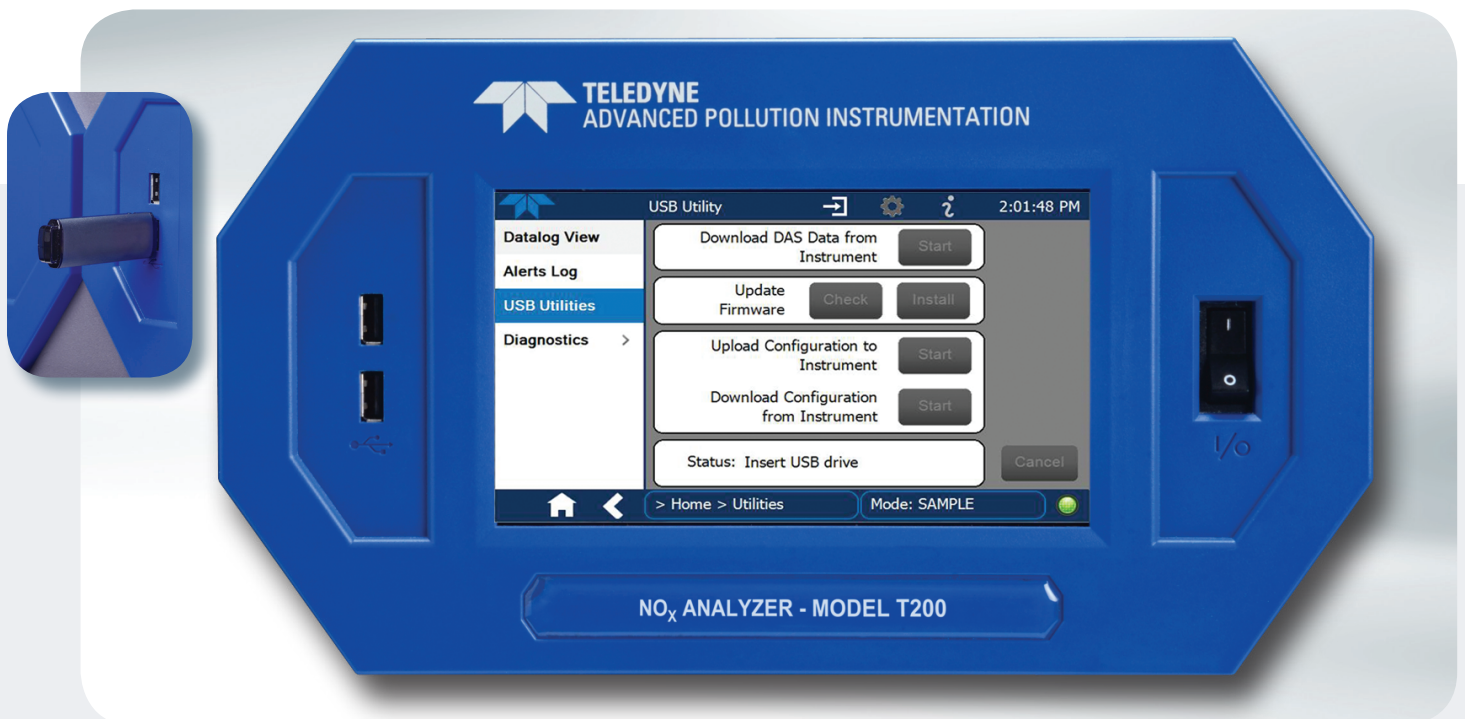 TELEDYNE
ADVANCED POLLUTION INSTRUMENTATION
USB Utility
2:01:48 PM
Datalog View
Alerts Log
USB Utilities
Diagnostics >
Download DAS Data from
Instrument
Start
Update
Firmware
Check
Install
Upload Configuration to
Instrument
Start
Download Configuration
from Instrument
Start
Status: Insert USB drive
Cancel
> Home > Utilities
Mode: SAMPLE
I
O
I/O
NOX ANALYZER - MODEL T200